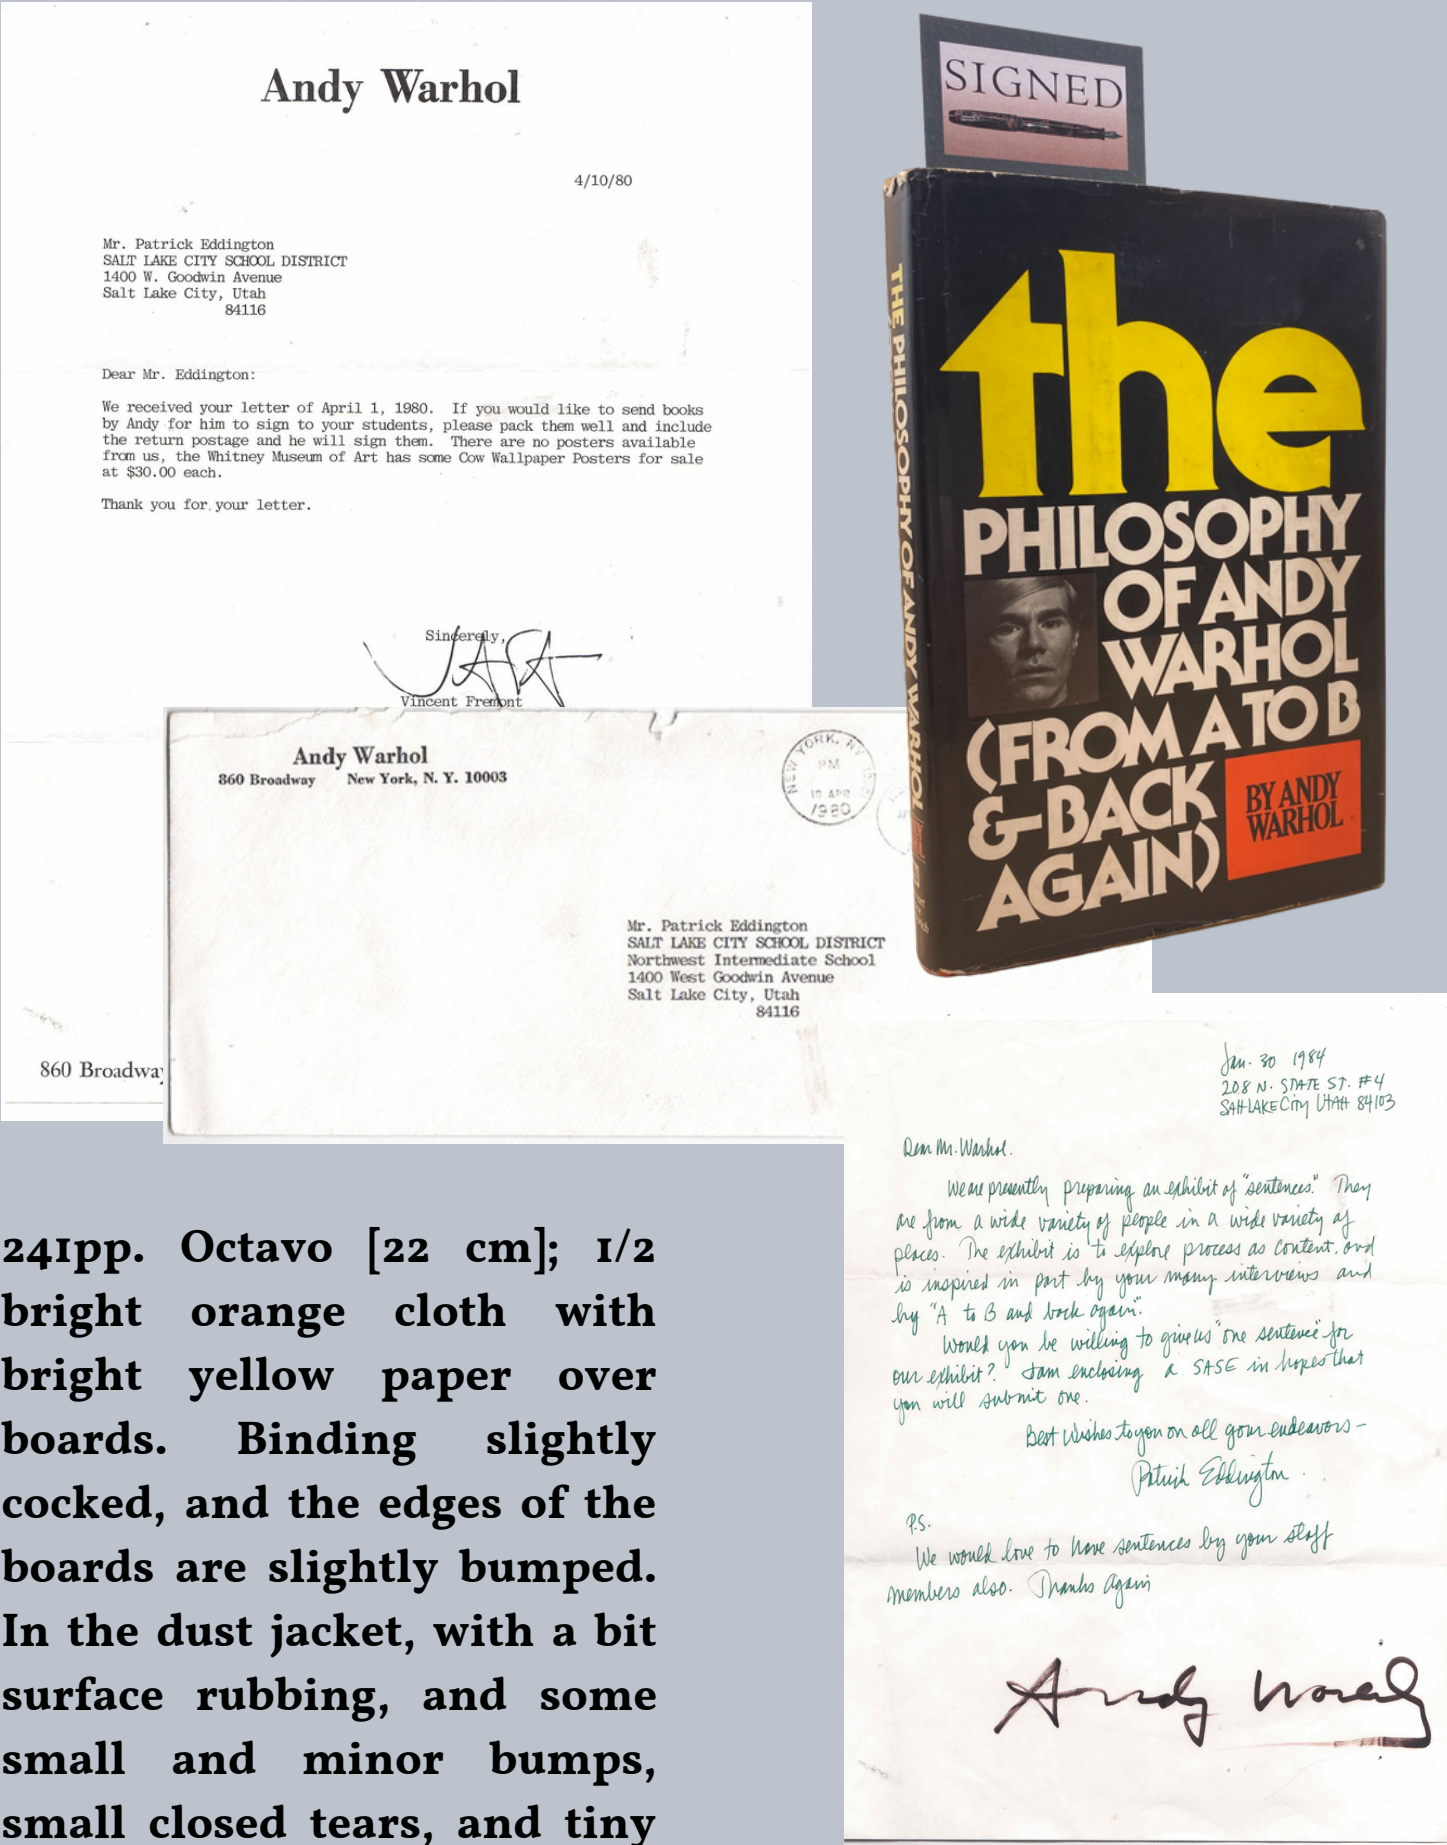 Andy Warhol
4/10/80
Mr. Patrick Eddington
SALT LAKE CITY SCHOOL DISTRICT
1400 W. Goodwin Avenue
Salt Lake City, Utah
84116
Dear Mr. Eddington:
We received your letter of April 1, 1980. If you would like to send books
by Andy for him to sign to your students, please pack them well and include
the return postage and he will sign them. There are no posters available
from us, the Whitney Museum of Art has some Cow Wallpaper Posters for sale
at $30.00 each.
Thank you for your letter.
Sincerely,
Vincent Fremont
860 Broadway
Andy Warhol
860 Broadway New York, N. Y. 10003
NEW YORK, NY
PM
APR
1980
Mr. Patrick Eddington
SALT LAKE CITY SCHOOL DISTRICT
Northwest Intermediate School
1400 West Goodwin Avenue
Salt Lake City, Utah
84116
SIGNED
THE PHILOSOPHY OF ANDY WARHOL
the
PHILOSOPHY
OF ANDY
WARHOL
(FROM A TO B
& BACK
AGAIN)
BY ANDY
WARHOL
Jan. 30 1984
208 N. STATE ST. #4
SALT LAKE City UTAH 84103
Dear Mr. Warhol.
We are presently preparing an exhibit of "sentences." They
are from a wide variety of people in a wide variety of
places. The exhibit is to explore process as content, and
is inspired in part by your many interviews and
by "A to B and back again".
Would you be willing to give us "one sentence" for
our exhibit? I am enclosing a SASE in hopes that
you will submit one.
Best Wishes to you on all your endeavors—
Patrick Eddington.
P.S.
We would love to have sentences by your staff
members also. Thanks Again
Andy Warhol
241pp. Octavo [22 cm]; 1/2
bright orange cloth with
bright yellow paper over
boards. Binding slightly
cocked, and the edges of the
boards are slightly bumped.
In the dust jacket, with a bit
surface rubbing, and some
small and minor bumps,
small closed tears, and tiny